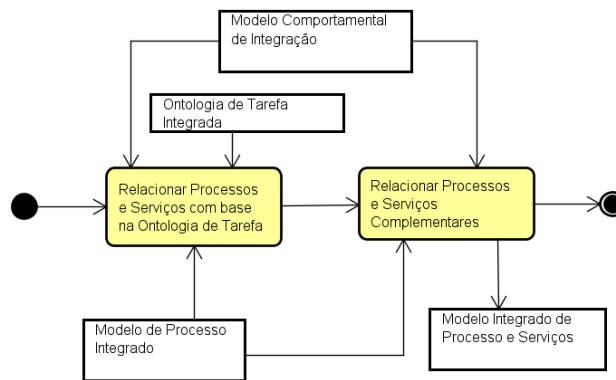 Modelo Comportamental
de Integração
Ontologia de Tarefa
Integrada
Relacionar Processos
e Serviços com base
na Ontologia de Tarefa
Relacionar Processos
e Serviços
Complementares
Modelo de Processo
Integrado
Modelo Integrado de
Processo e Serviços